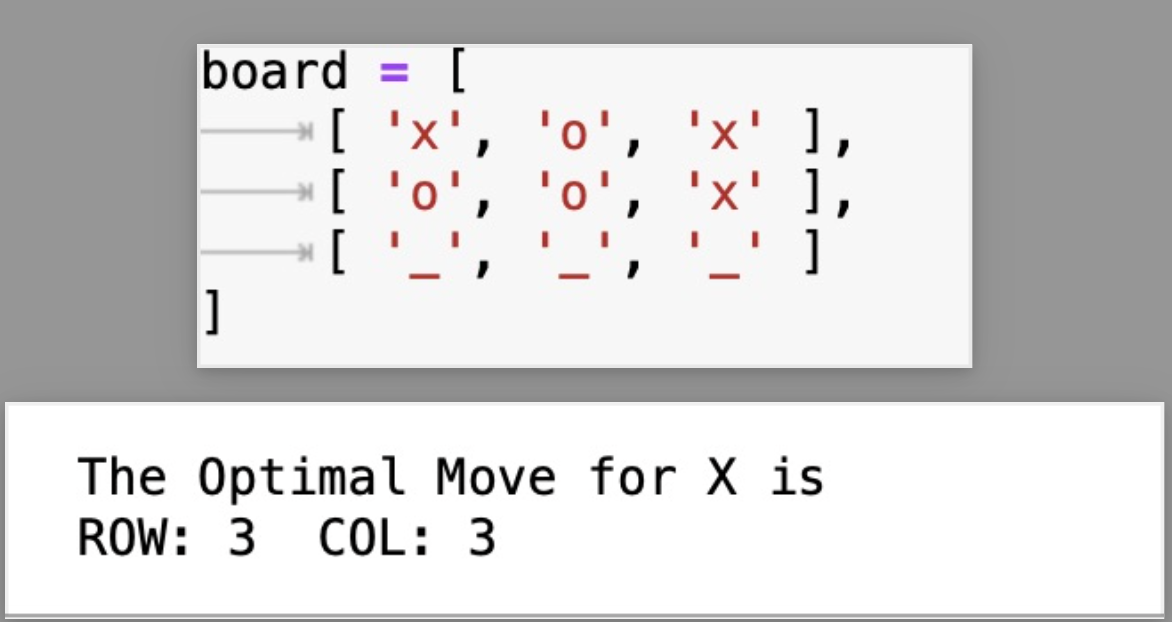 board = [
[ 'x', 'o', 'x' ],
[ 'o', 'o', 'x' ],
[ '_', '_', '_' ]
]
The Optimal Move for X is
ROW: 3  COL: 3